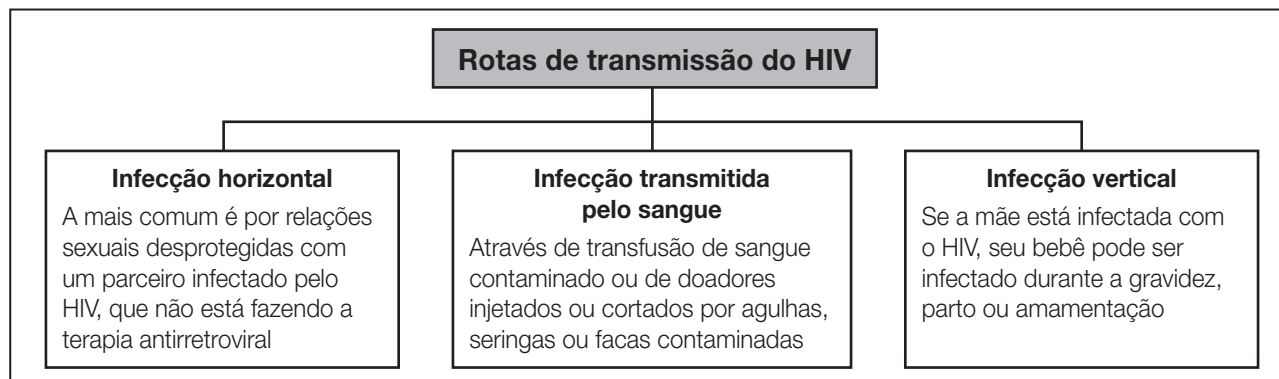 Rotas de transmissão do HIV
Infecção horizontal
A mais comum é por relações
sexuais desprotegidas com
um parceiro infectado pelo
HIV, que não está fazendo a
terapia antirretroviral
Infecção transmitida
pelo sangue
Através de transfusão de sangue
contaminado ou de doadores
injetados ou cortados por agulhas,
seringas ou facas contaminadas
Infecção vertical
Se a mãe está infectada com
o HIV, seu bebê pode ser
infectado durante a gravidez,
parto ou amamentação